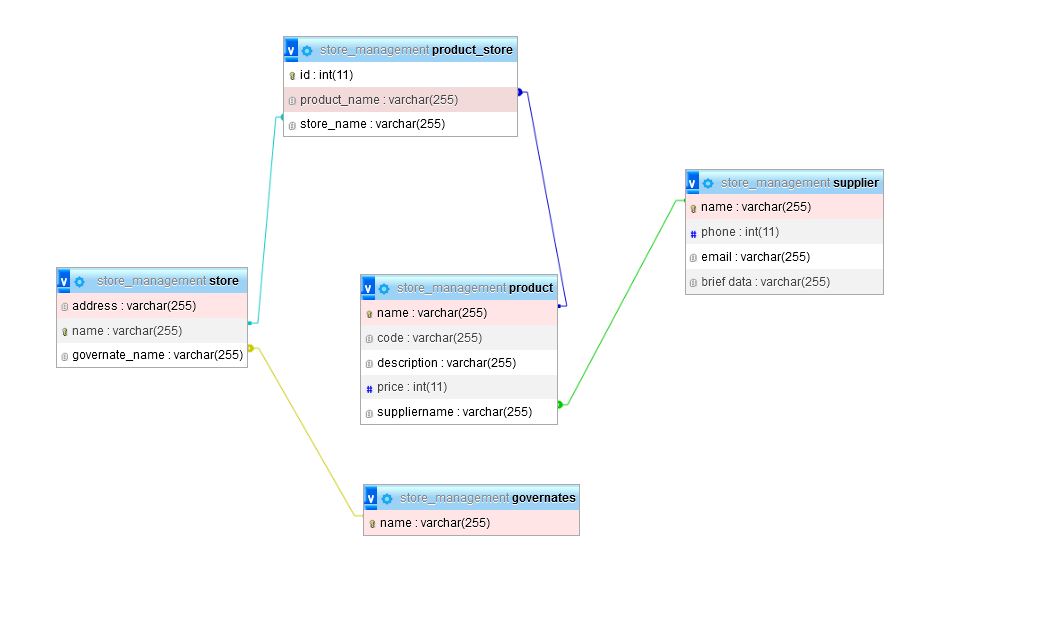 store_management product_store
id : int(11)
product_name : varchar(255)
store_name : varchar(255)
store_management supplier
name : varchar(255)
phone : int(11)
email : varchar(255)
brief data : varchar(255)
store_management store
address : varchar(255)
name : varchar(255)
governate_name : varchar(255)
store_management product
name : varchar(255)
code : varchar(255)
description : varchar(255)
# price : int(11)
suppliername : varchar(255)
store_management governates
name : varchar(255)